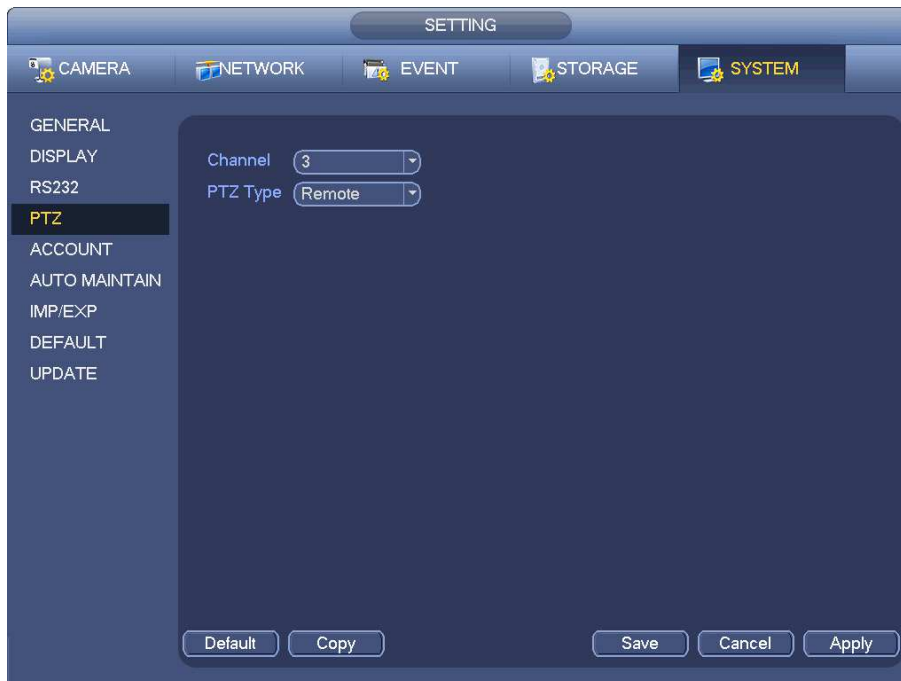 SETTING
CAMERA NETWORK EVENT STORAGE SYSTEM
GENERAL
DISPLAY
RS232
PTZ
ACCOUNT
AUTO MAINTAIN
IMP/EXP
DEFAULT
UPDATE
Channel 3
PTZ Type Remote
Default Copy Save Cancel Apply